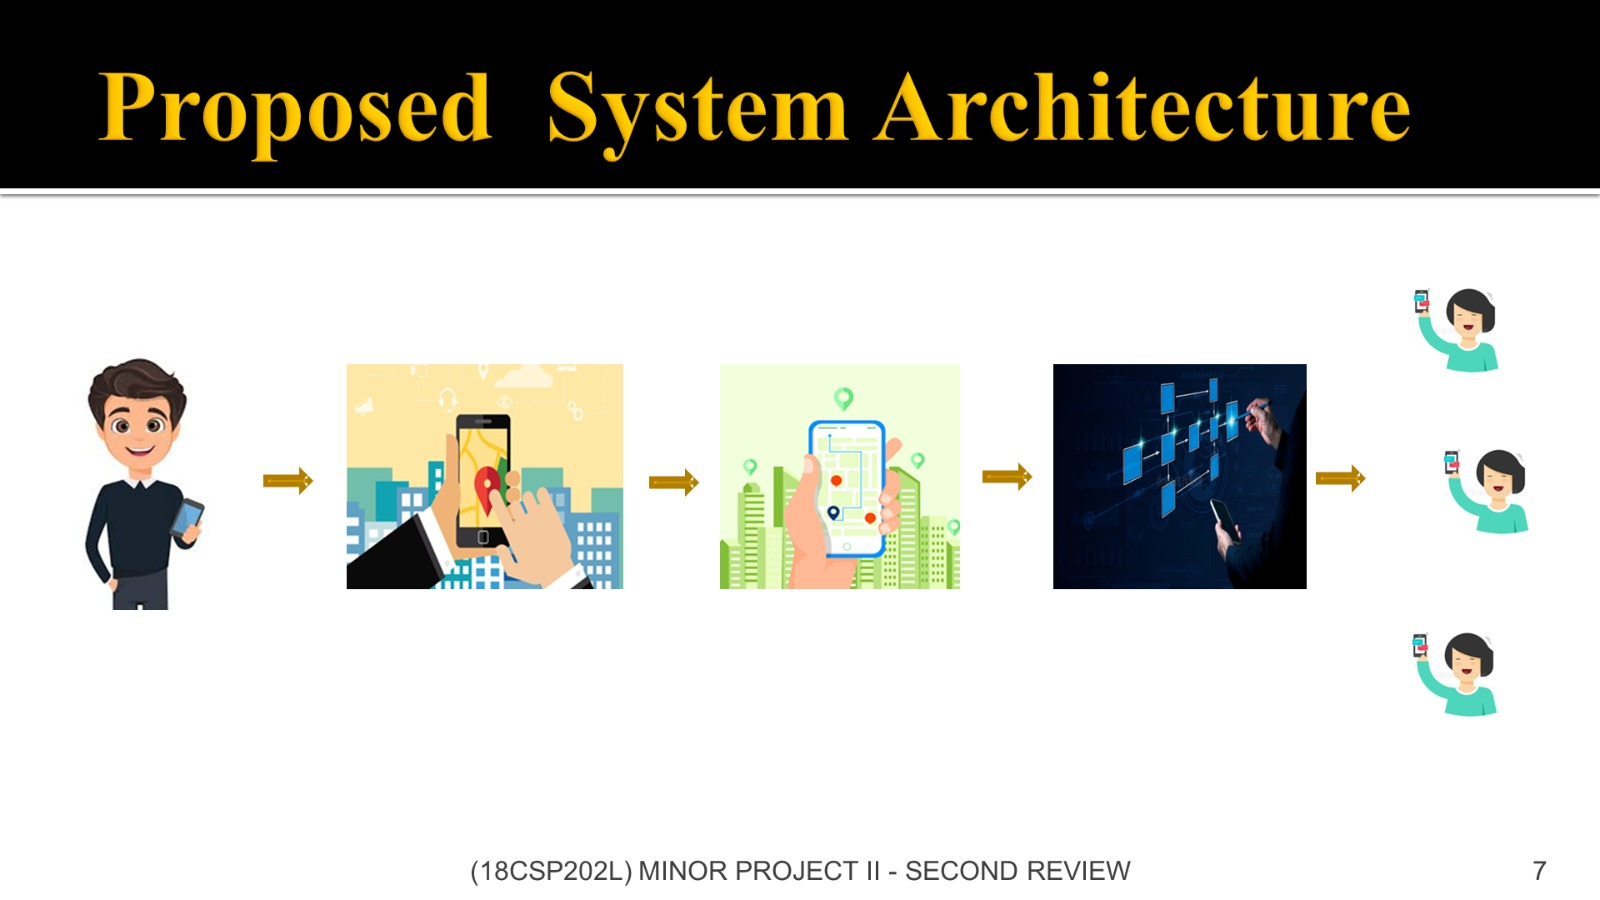 Proposed System Architecture
(18CSP202L) MINOR PROJECT II - SECOND REVIEW
7